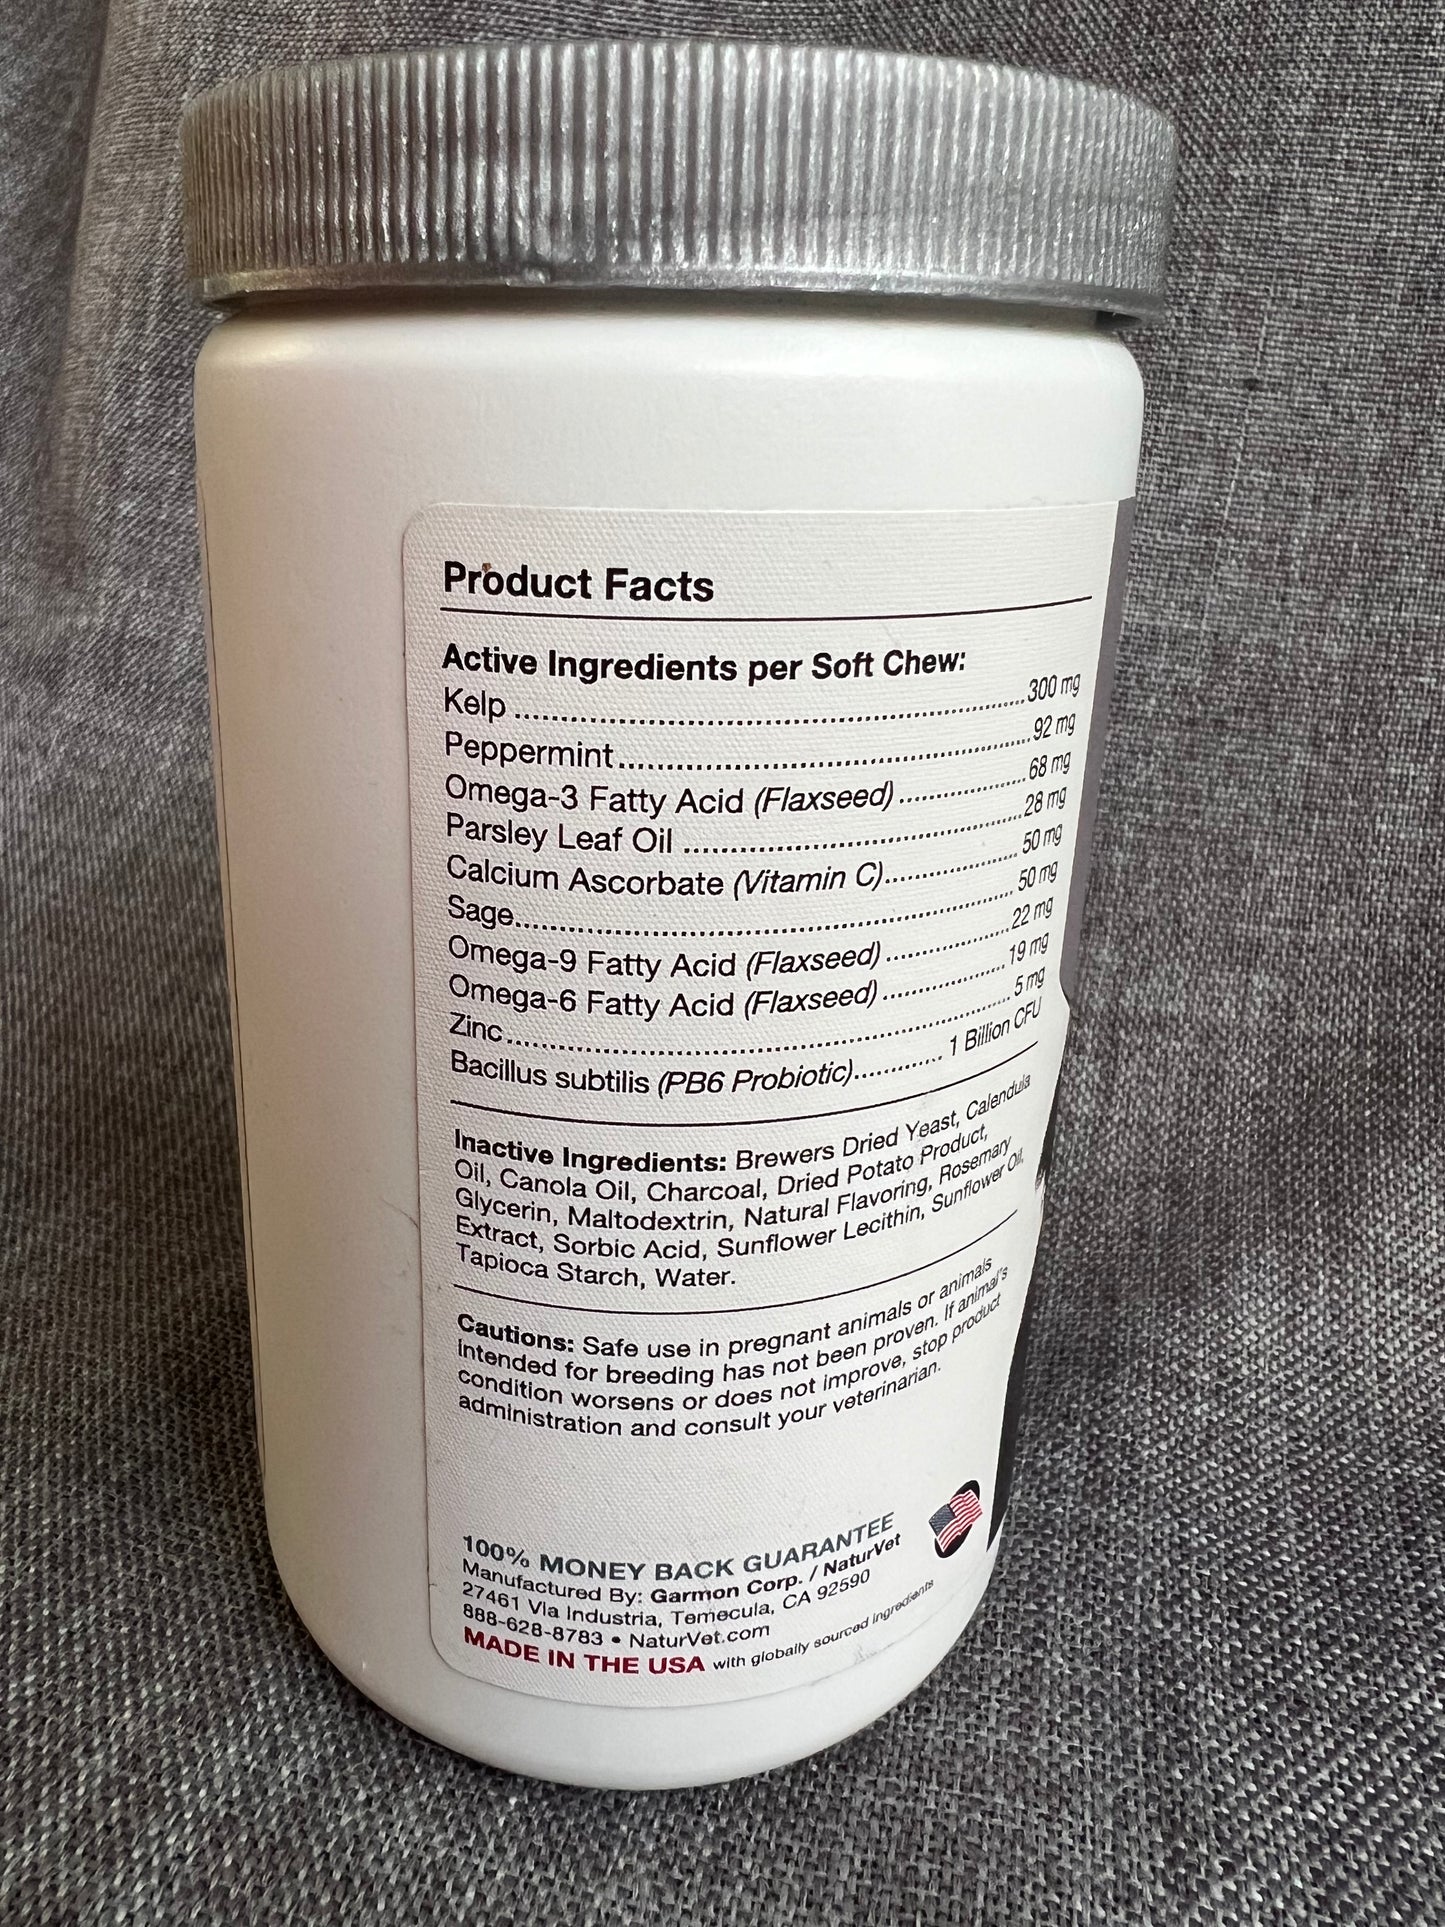 Product Facts
Active Ingredients per Soft Chew:
Kelp ........................................................ 300 mg
Peppermint ........................................................ 92 mg
Omega-3 Fatty Acid (Flaxseed) ............... 68 mg
Parsley Leaf Oil ........................................ 28 mg
Calcium Ascorbate (Vitamin C) ............... 50 mg
Sage ........................................................ 50 mg
Omega-9 Fatty Acid (Flaxseed) ............... 22 mg
Omega-6 Fatty Acid (Flaxseed) ............... 19 mg
Zinc ........................................................ 5 mg
Bacillus subtilis (PB6 Probiotic) ............ 1 Billion CFU
Inactive Ingredients: Brewers Dried Yeast, Calendula
Oil, Canola Oil, Charcoal, Dried Potato Product,
Glycerin, Maltodextrin, Natural Flavoring, Rosemary
Extract, Sorbic Acid, Sunflower Lecithin, Sunflower Oil,
Tapioca Starch, Water.
Cautions: Safe use in pregnant animals or animals
intended for breeding has not been proven. If animal's
condition worsens or does not improve, stop product
administration and consult your veterinarian.
100% MONEY BACK GUARANTEE
Manufactured By: Garmon Corp. / NaturVet
27461 Via Industria, Temecula, CA 92590
888-628-8783 • NaturVet.com
MADE IN THE USA with globally sourced ingredients